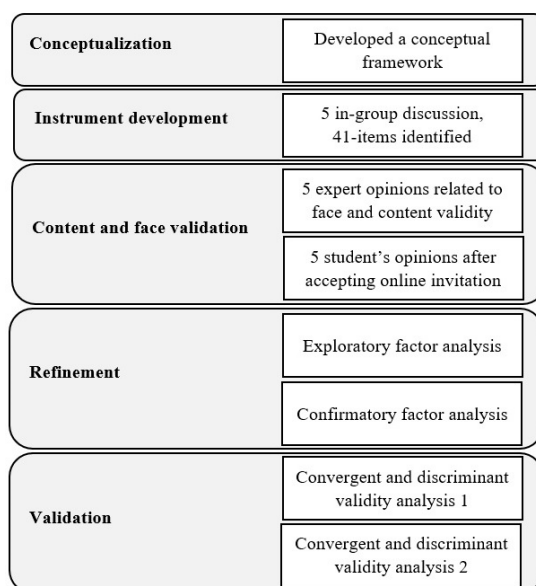 Conceptualization
Developed a conceptual
framework
Instrument development
5 in-group discussion,
41-items identified
Content and face validation
5 expert opinions related to
face and content validity
5 student’s opinions after
accepting online invitation
Refinement
Exploratory factor analysis
Confirmatory factor analysis
Validation
Convergent and discriminant
validity analysis 1
Convergent and discriminant
validity analysis 2